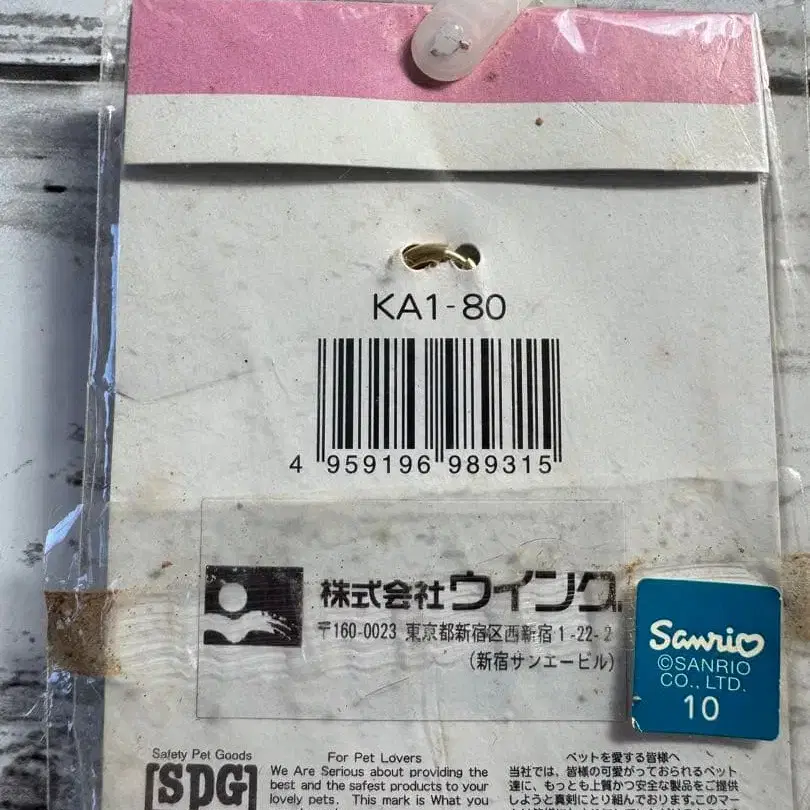 KA1-80
4 959196 989315
株式会社ウイング
〒160-0023 東京都新宿区西新宿1-22-2
(新宿サンエービル)
Sanrio
©SANRIO
CO., LTD.
10
Safety Pet Goods
[SPG]
For Pet Lovers
We Are Serious about providing the
best and the safest products to your
lovely pets. This mark is What you
ペットを愛する皆様へ
当社では、皆様の可愛がっておられるペット
達に、もっとも上質かつ安全な製品をご提供
しようと真剣にとり組んでおります。このマー